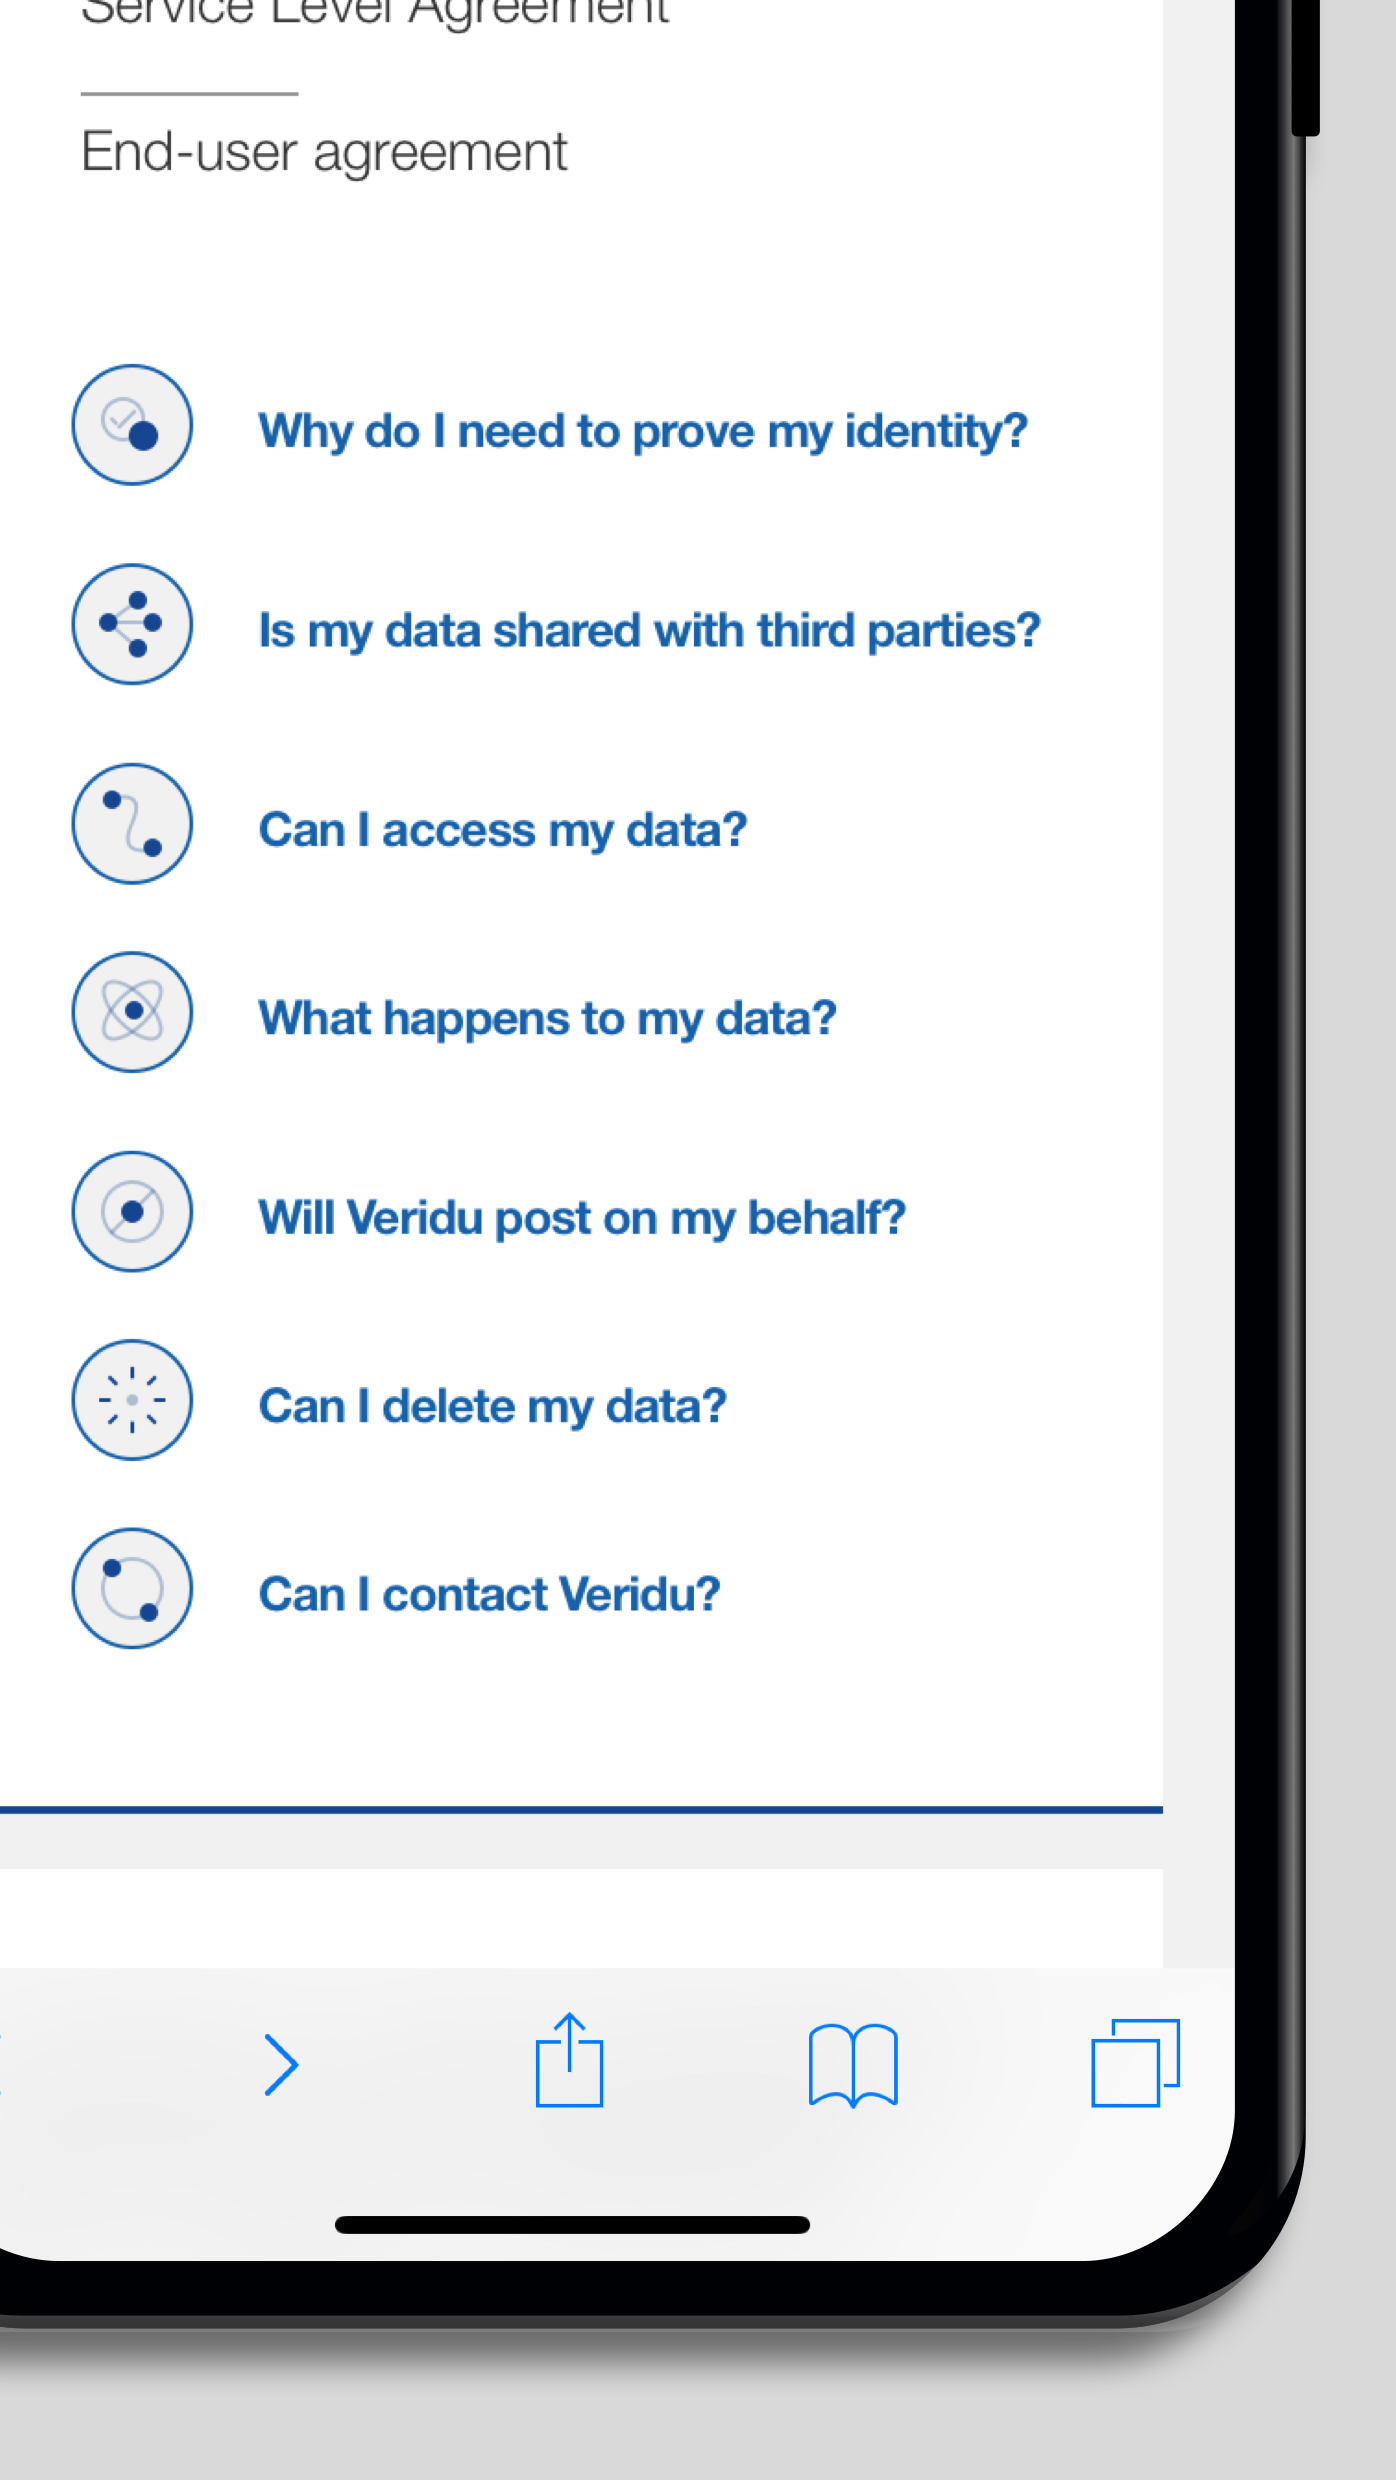 Service Level Agreement
End-user agreement
Why do I need to prove my identity?
Is my data shared with third parties?
Can I access my data?
What happens to my data?
Will Veridu post on my behalf?
Can I delete my data?
Can I contact Veridu?